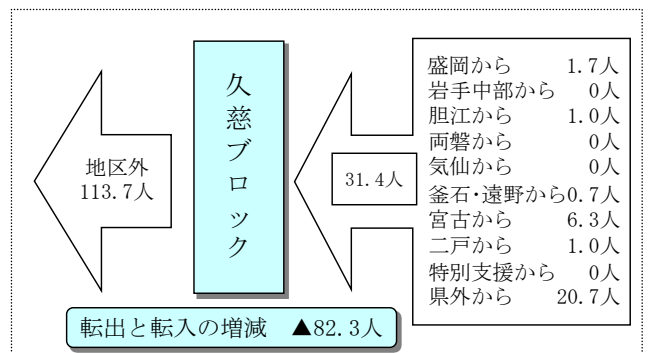 地区外
113.7人
久慈ブロック
31.4人
盛岡から 1.7人
岩手中部から 0人
胆江から 1.0人
両磐から 0人
気仙から 0人
釜石・遠野から0.7人
宮古から 6.3人
二戸から 1.0人
特別支援から 0人
県外から 20.7人
転出と転入の増減 ▲82.3人